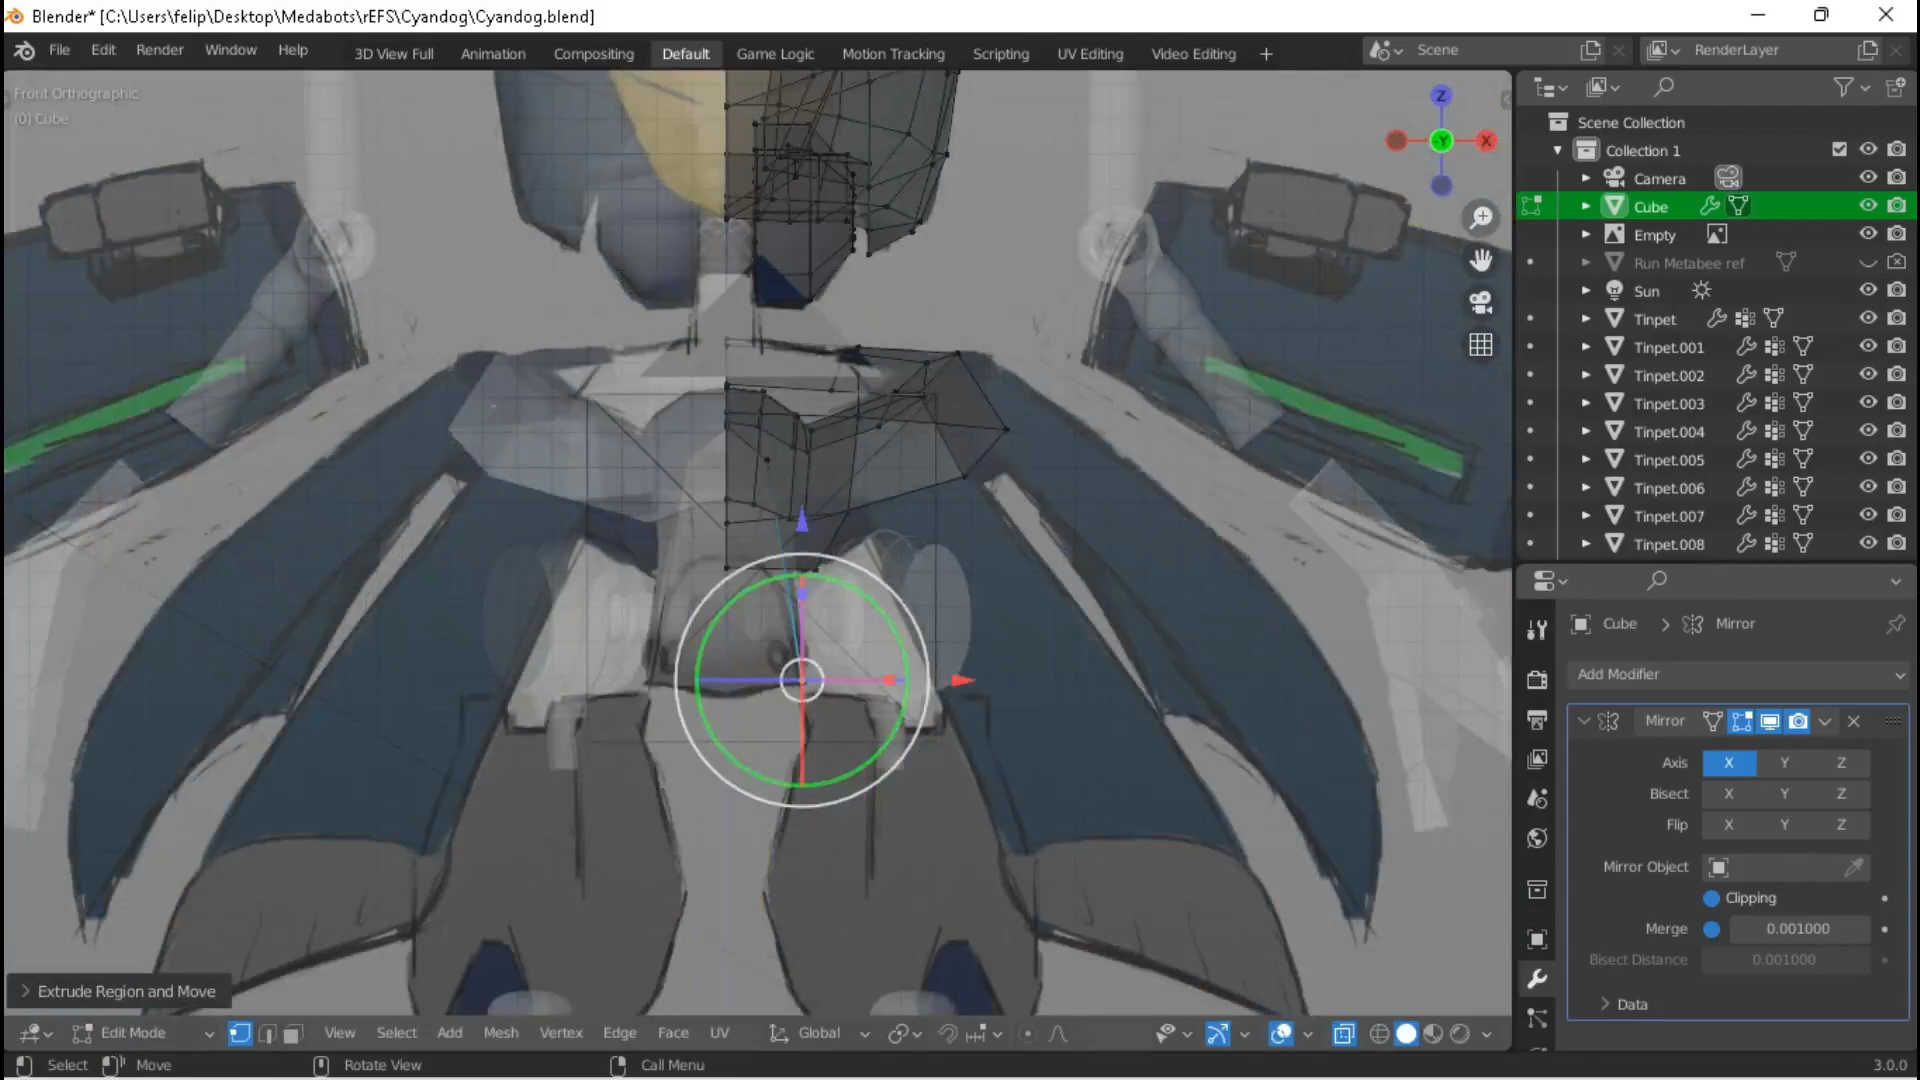 Blender* [C:\Users\felip\Desktop\Medabots\rEFS\Cyandog\Cyandog.blend]
File Edit Render Window Help 3D View Full Animation Compositing Default Game Logic Motion Tracking Scripting UV Editing Video Editing + Scene RenderLayer
Front Orthographic
(0) Cube
Z
Y
X
Scene Collection
Collection 1
Camera
Cube
Empty
Run Metabee ref
Sun
Tinpet
Tinpet.001
Tinpet.002
Tinpet.003
Tinpet.004
Tinpet.005
Tinpet.006
Tinpet.007
Tinpet.008
Cube > Mirror
Add Modifier
Mirror
Axis X Y Z
Bisect X Y Z
Flip X Y Z
Mirror Object
Clipping
Merge 0.001000
Bisect Distance 0.001000
> Data
> Extrude Region and Move
Edit Mode View Select Add Mesh Vertex Edge Face UV Global
Select Move Rotate View Call Menu 3.0.0